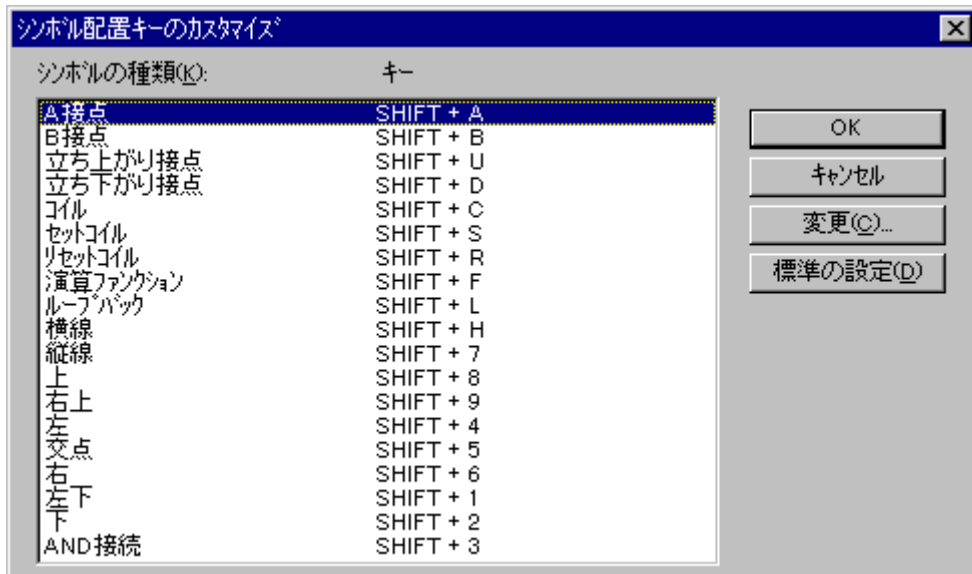 ｼﾝﾎﾞﾙ配置キーのｶｽﾀﾏｲｽﾞ
ｼﾝﾎﾞﾙの種類(K): キー
A接点 SHIFT + A
B接点 SHIFT + B
立ち上がり接点 SHIFT + U
立ち下がり接点 SHIFT + D
ｺｲﾙ SHIFT + C
ｾｯﾄｺｲﾙ SHIFT + S
ﾘｾｯﾄｺｲﾙ SHIFT + R
演算ﾌｧﾝｸｼｮﾝ SHIFT + F
ﾙｰﾌﾟﾊﾞｯｸ SHIFT + L
横線 SHIFT + H
縦線 SHIFT + 7
上 SHIFT + 8
右上 SHIFT + 9
左 SHIFT + 4
交点 SHIFT + 5
右 SHIFT + 6
左下 SHIFT + 1
下 SHIFT + 2
AND接続 SHIFT + 3
OK
ｷｬﾝｾﾙ
変更(C)...
標準の設定(D)